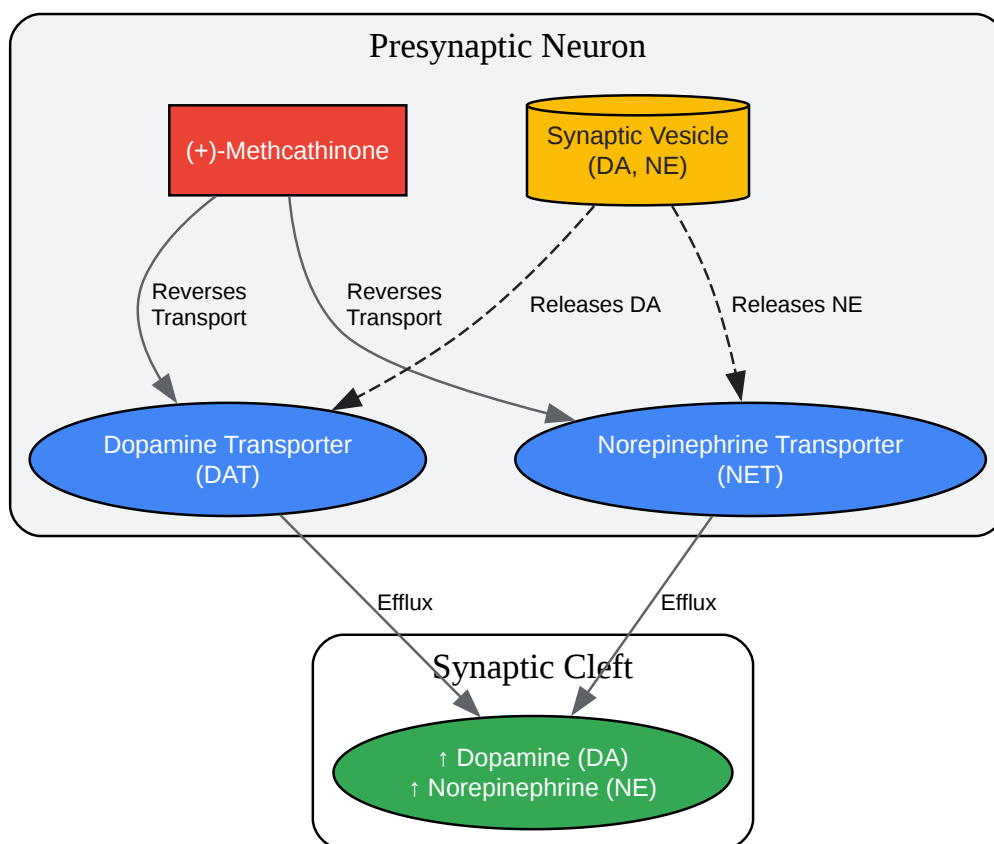 Presynaptic Neuron
(+)-Methcathinone
Synaptic Vesicle
(DA, NE)
Reverses
Transport
Reverses
Transport
Releases DA
Releases NE
Dopamine Transporter
(DAT)
Norepinephrine Transporter
(NET)
Efflux
Efflux
Synaptic Cleft
↑ Dopamine (DA)
↑ Norepinephrine (NE)